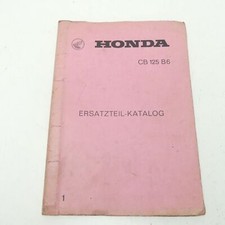 HONDA
CB 125 B6
ERSATZTEIL-KATALOG
1